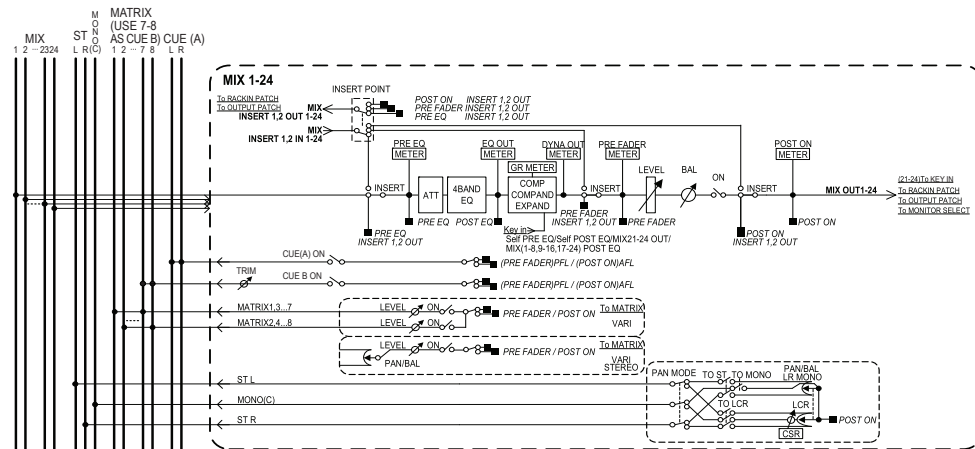 MIX
1 2 ... 2324
ST
L R
MONO
(C)
MATRIX
(USE 7-8
AS CUE B)
1 2 ... 7 8
CUE (A)
L R
MIX 1-24
INSERT POINT
To RACKIN PATCH
To OUTPUT PATCH
MIX
INSERT 1,2 OUT 1-24
MIX
INSERT 1,2 IN 1-24
POST ON INSERT 1,2 OUT
PRE FADER INSERT 1,2 OUT
PRE EQ INSERT 1,2 OUT
PRE EQ
METER
EQ OUT
METER
DYNA OUT
METER
PRE FADER
METER
POST ON
METER
GR METER
LEVEL
BAL
ON
INSERT
ATT
4BAND
EQ
COMP
COMPAND
EXPAND
INSERT
INSERT
MIX OUT1-24
(21-24)To KEY IN
To RACKIN PATCH
To OUTPUT PATCH
To MONITOR SELECT
PRE EQ
INSERT 1,2 OUT
PRE EQ
POST EQ
PRE FADER
INSERT 1,2 OUT
PRE FADER
POST ON
INSERT 1,2 OUT
POST ON
Key in
Self PRE EQ/Self POST EQ/MIX21-24 OUT/
MIX(1-8,9-16,17-24) POST EQ
CUE(A) ON
(PRE FADER)PFL / (POST ON)AFL
TRIM
CUE B ON
(PRE FADER)PFL / (POST ON)AFL
MATRIX1,3...7
LEVEL
ON
PRE FADER / POST ON
To MATRIX
VARI
MATRIX2,4...8
LEVEL
ON
LEVEL
ON
PAN/BAL
PRE FADER / POST ON
To MATRIX
VARI
STEREO
ST L
MONO(C)
ST R
PAN MODE
TO ST
TO MONO
PAN/BAL
LR MONO
TO LCR
LCR
CSR
POST ON